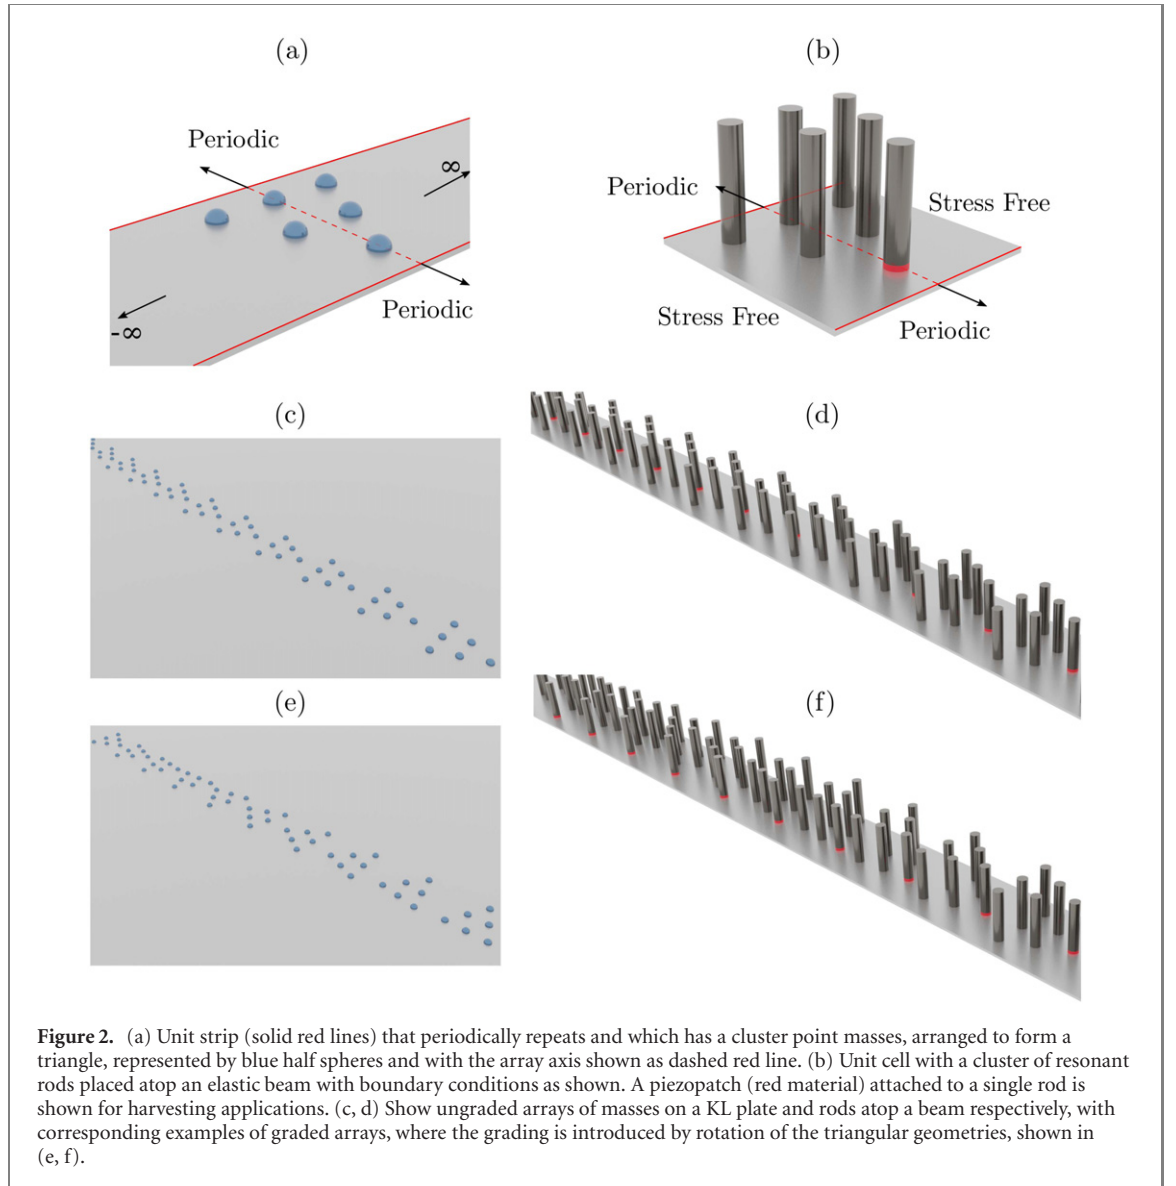 (a)
(b)
Periodic
∞
Periodic
-∞
Periodic
Stress Free
Stress Free
Periodic
(c)
(d)
(e)
(f)
Figure 2. (a) Unit strip (solid red lines) that periodically repeats and which has a cluster point masses, arranged to form a
triangle, represented by blue half spheres and with the array axis shown as dashed red line. (b) Unit cell with a cluster of resonant
rods placed atop an elastic beam with boundary conditions as shown. A piezopatch (red material) attached to a single rod is
shown for harvesting applications. (c, d) Show ungraded arrays of masses on a KL plate and rods atop a beam respectively, with
corresponding examples of graded arrays, where the grading is introduced by rotation of the triangular geometries, shown in
(e, f).